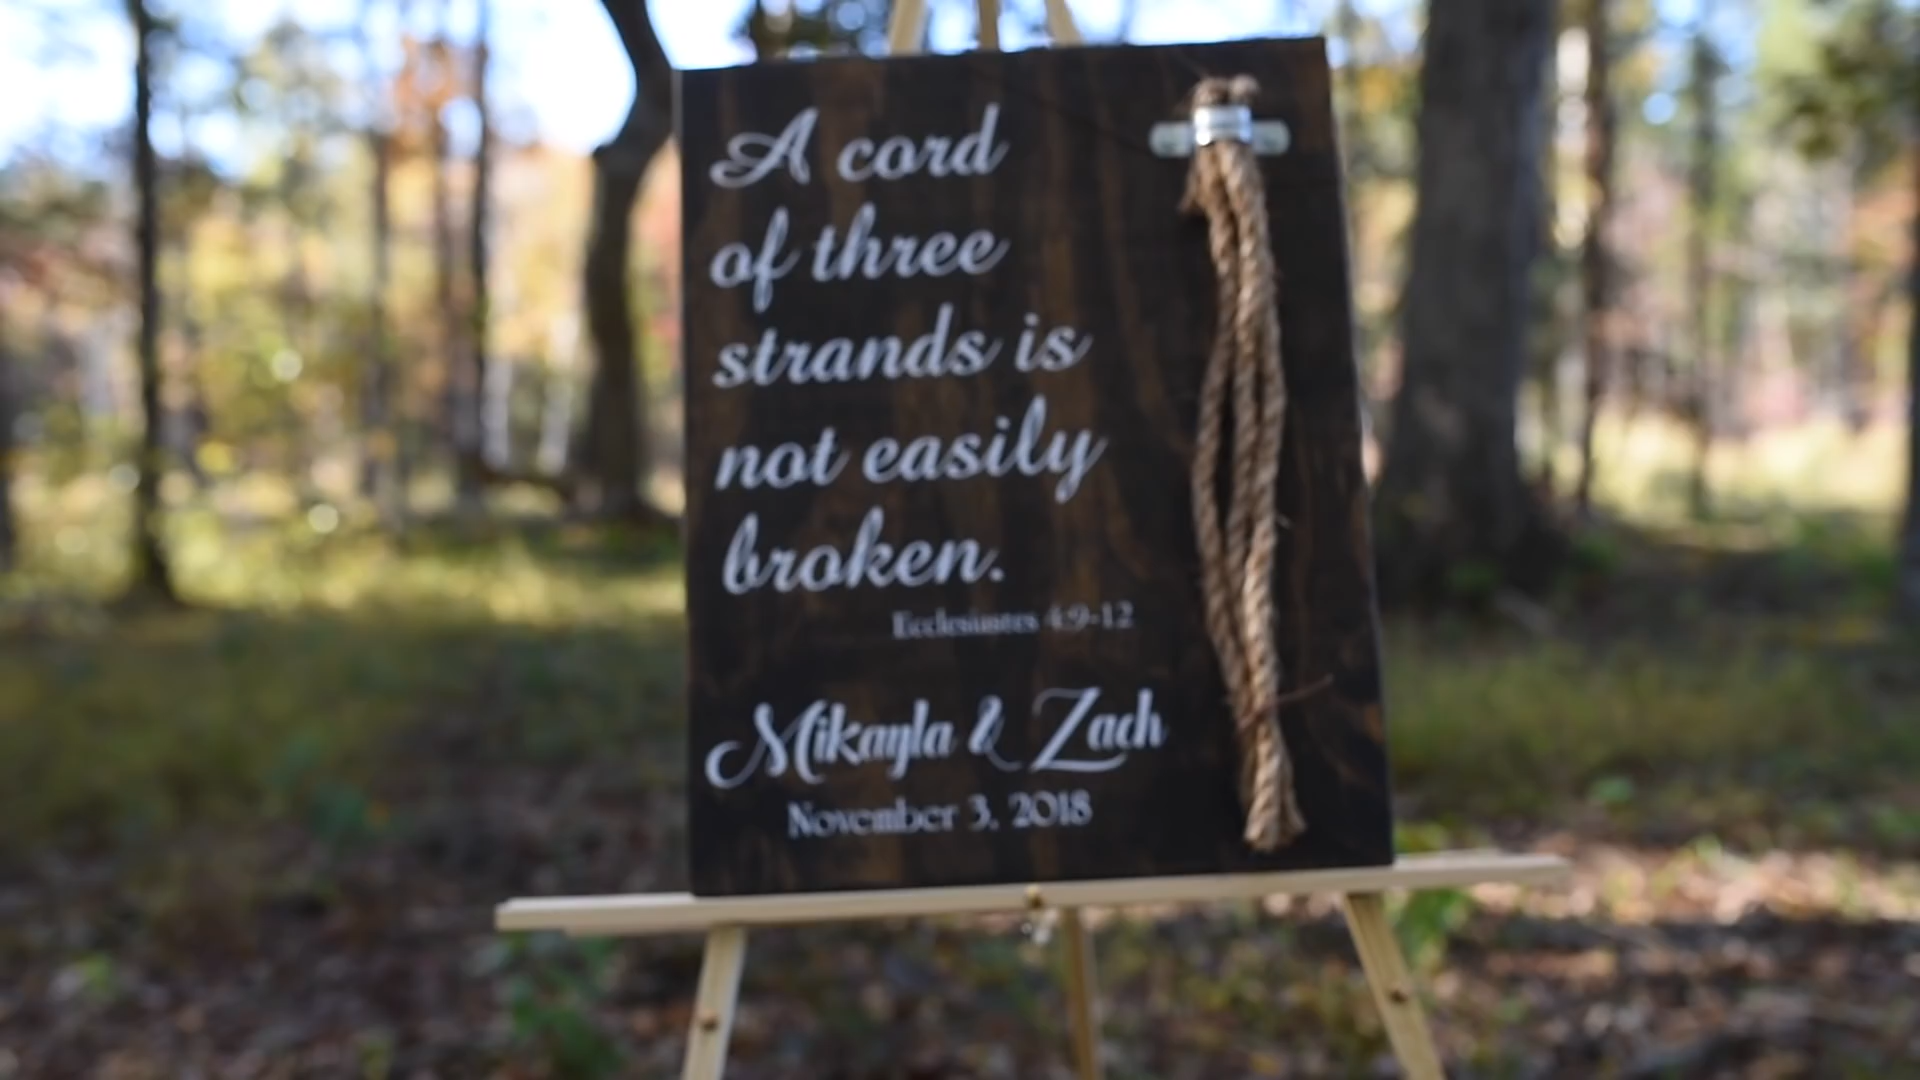 A cord
of three
strands is
not easily
broken.
Ecclesiastes 4:9-12
Mikayla & Zach
November 3, 2018